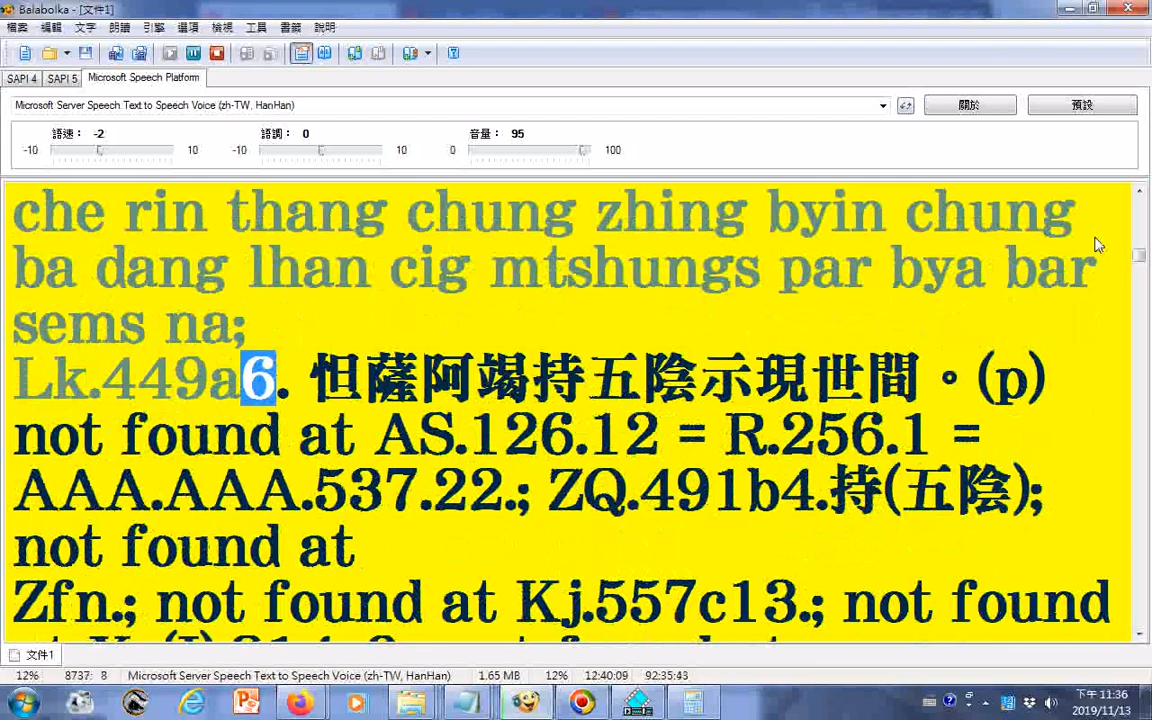 Balabolka - [文件1]
檔案 編輯 文字 朗讀 引擎 選項 檢視 工具 書籤 說明
SAPI 4 SAPI 5 Microsoft Speech Platform
Microsoft Server Speech Text to Speech Voice (zh-TW, HanHan) 關於 預設
語速： -2 語調： 0 音量： 95
-10 10 -10 10 0 100
che rin thang chung zhing byin chung
ba dang lhan cig mtshungs par bya bar
sems na;
Lk.449a6. 怛薩阿竭持五陰示現世間。(p)
not found at AS.126.12 = R.256.1 =
AAA.AAA.537.22.; ZQ.491b4.持(五陰);
not found at
Zfn.; not found at Kj.557c13.; not found
文件1
12% 8737: 8 Microsoft Server Speech Text to Speech Voice (zh-TW, HanHan) 1.65 MB 12% 12:40:09 92:35:43
下午 11:36
2019/11/13